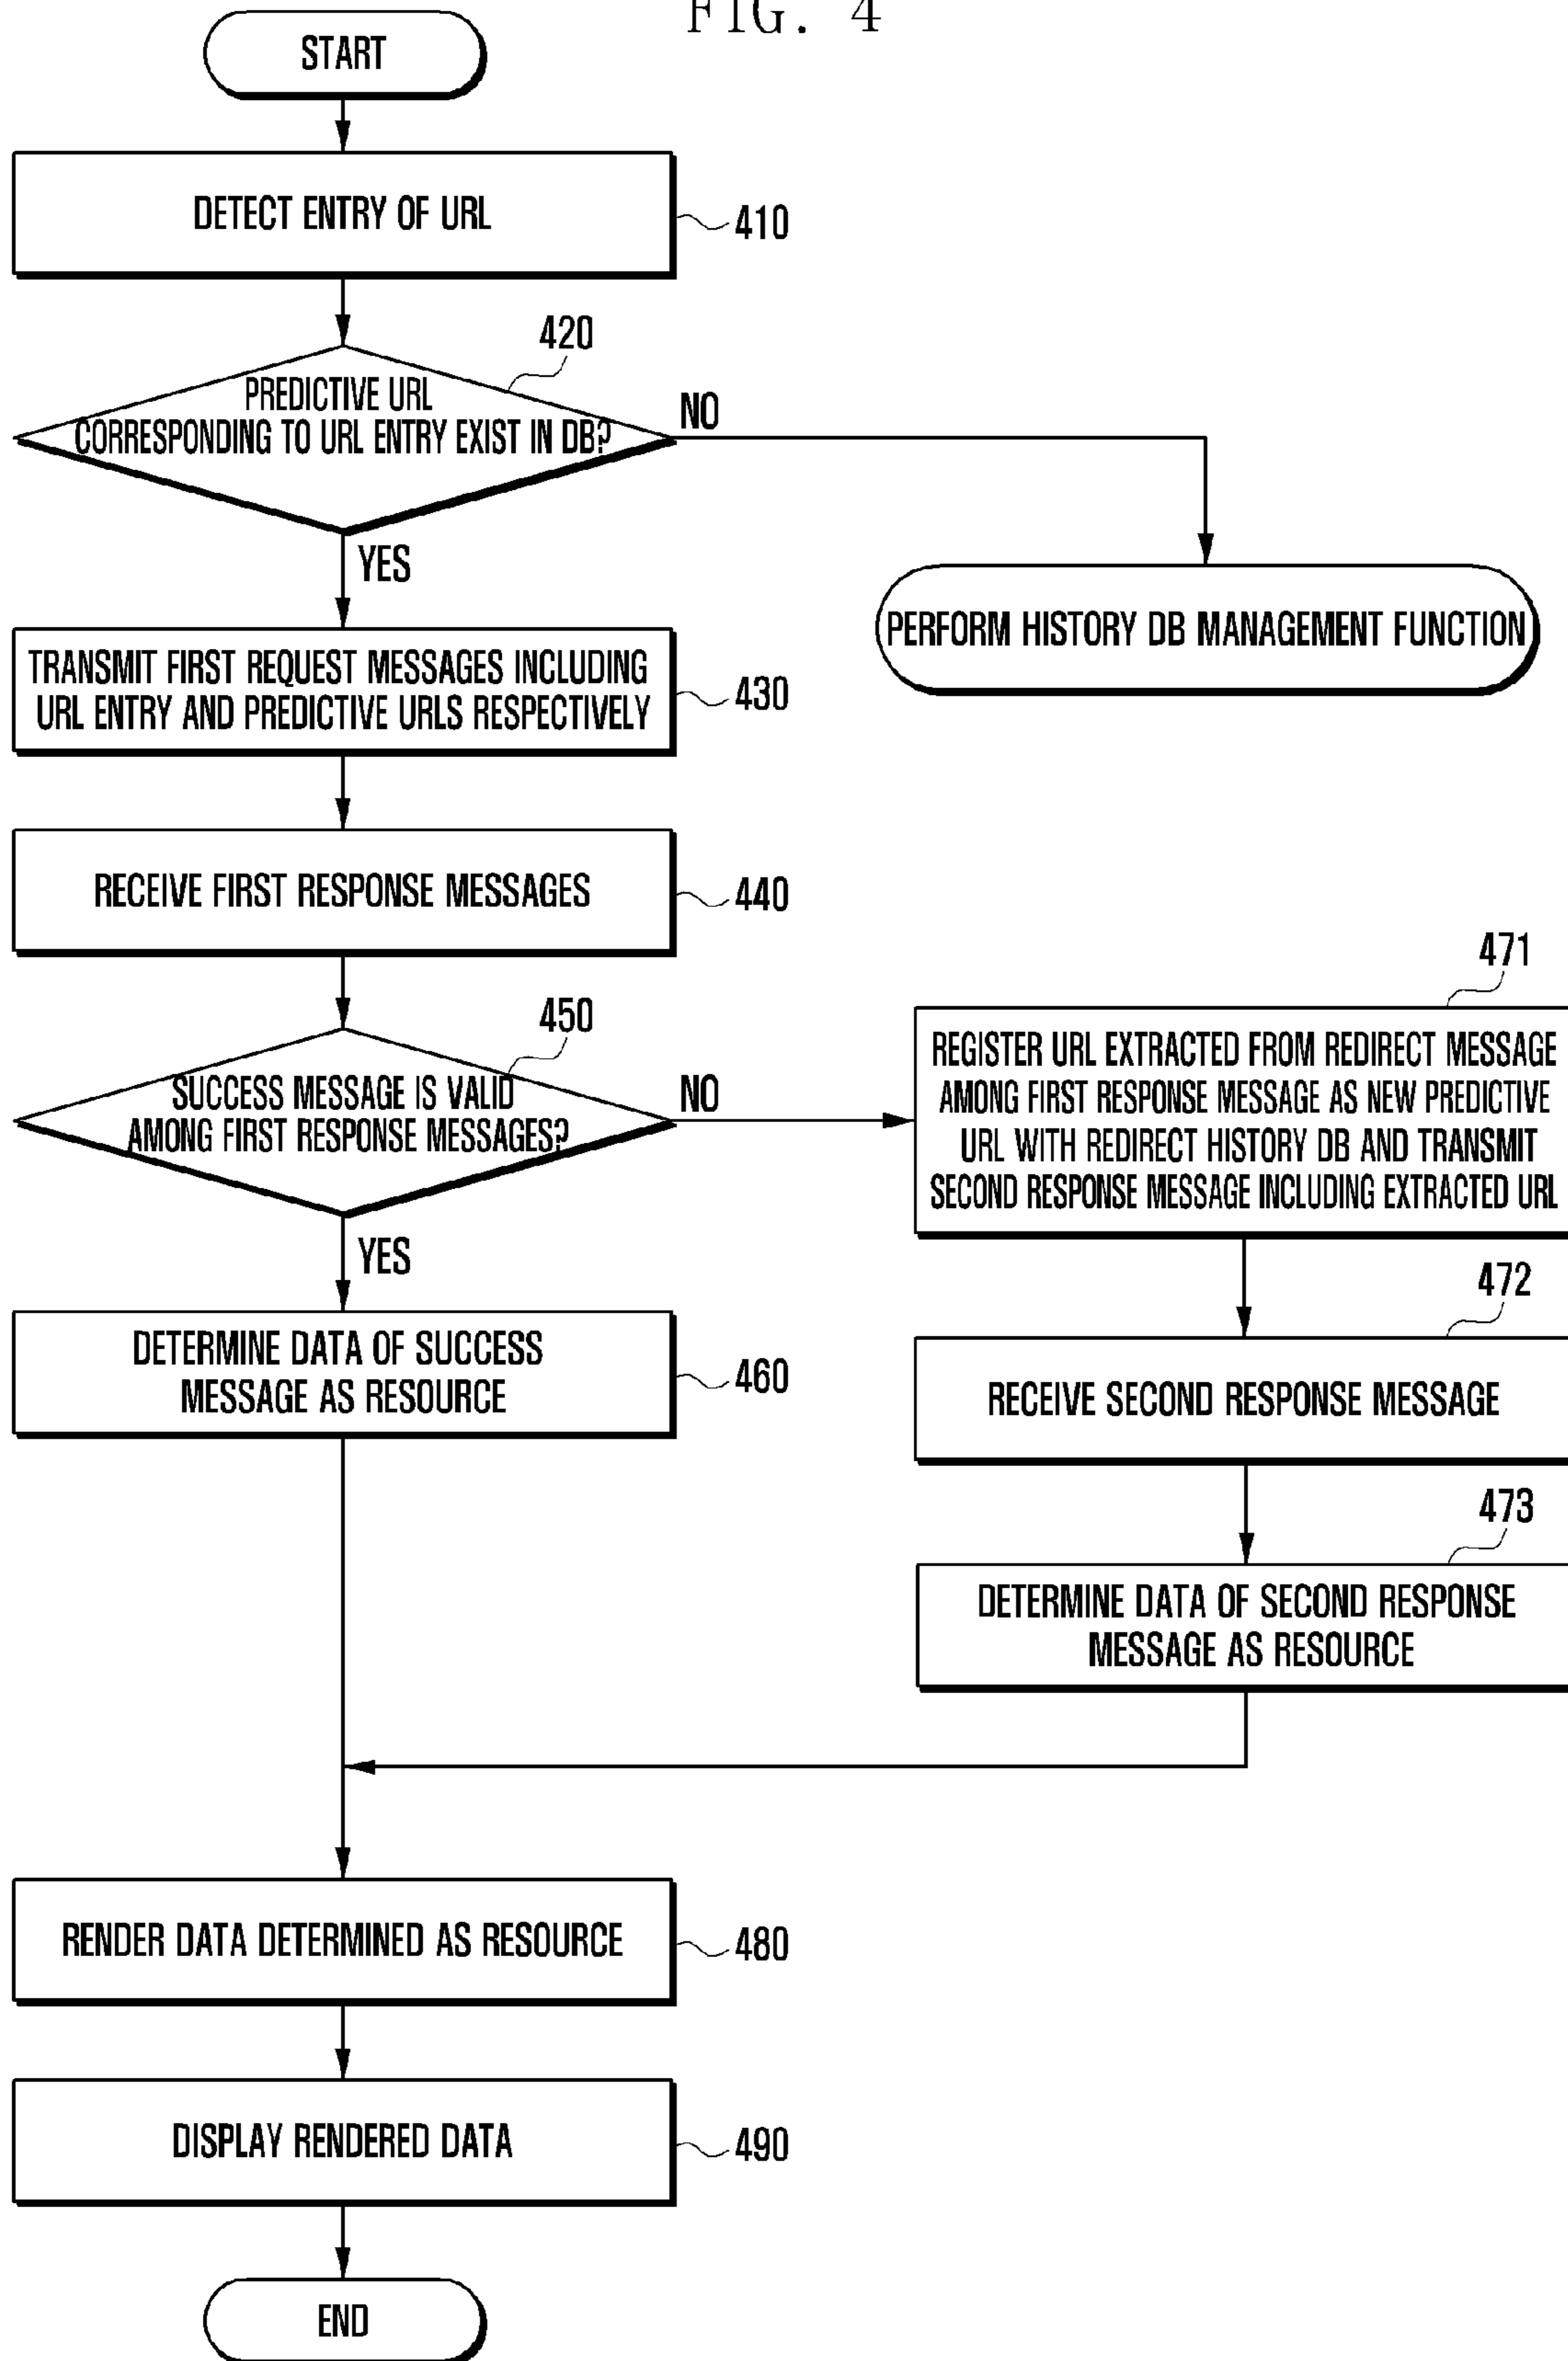 FIG. 4
START
DETECT ENTRY OF URL
410
420
PREDICTIVE URL
CORRESPONDING TO URL ENTRY EXIST IN DB?
NO
YES
PERFORM HISTORY DB MANAGEMENT FUNCTION
TRANSMIT FIRST REQUEST MESSAGES INCLUDING
URL ENTRY AND PREDICTIVE URLS RESPECTIVELY
430
RECEIVE FIRST RESPONSE MESSAGES
440
450
SUCCESS MESSAGE IS VALID
AMONG FIRST RESPONSE MESSAGES?
NO
YES
471
REGISTER URL EXTRACTED FROM REDIRECT MESSAGE
AMONG FIRST RESPONSE MESSAGE AS NEW PREDICTIVE
URL WITH REDIRECT HISTORY DB AND TRANSMIT
SECOND RESPONSE MESSAGE INCLUDING EXTRACTED URL
DETERMINE DATA OF SUCCESS
MESSAGE AS RESOURCE
460
472
RECEIVE SECOND RESPONSE MESSAGE
473
DETERMINE DATA OF SECOND RESPONSE
MESSAGE AS RESOURCE
RENDER DATA DETERMINED AS RESOURCE
480
DISPLAY RENDERED DATA
490
END